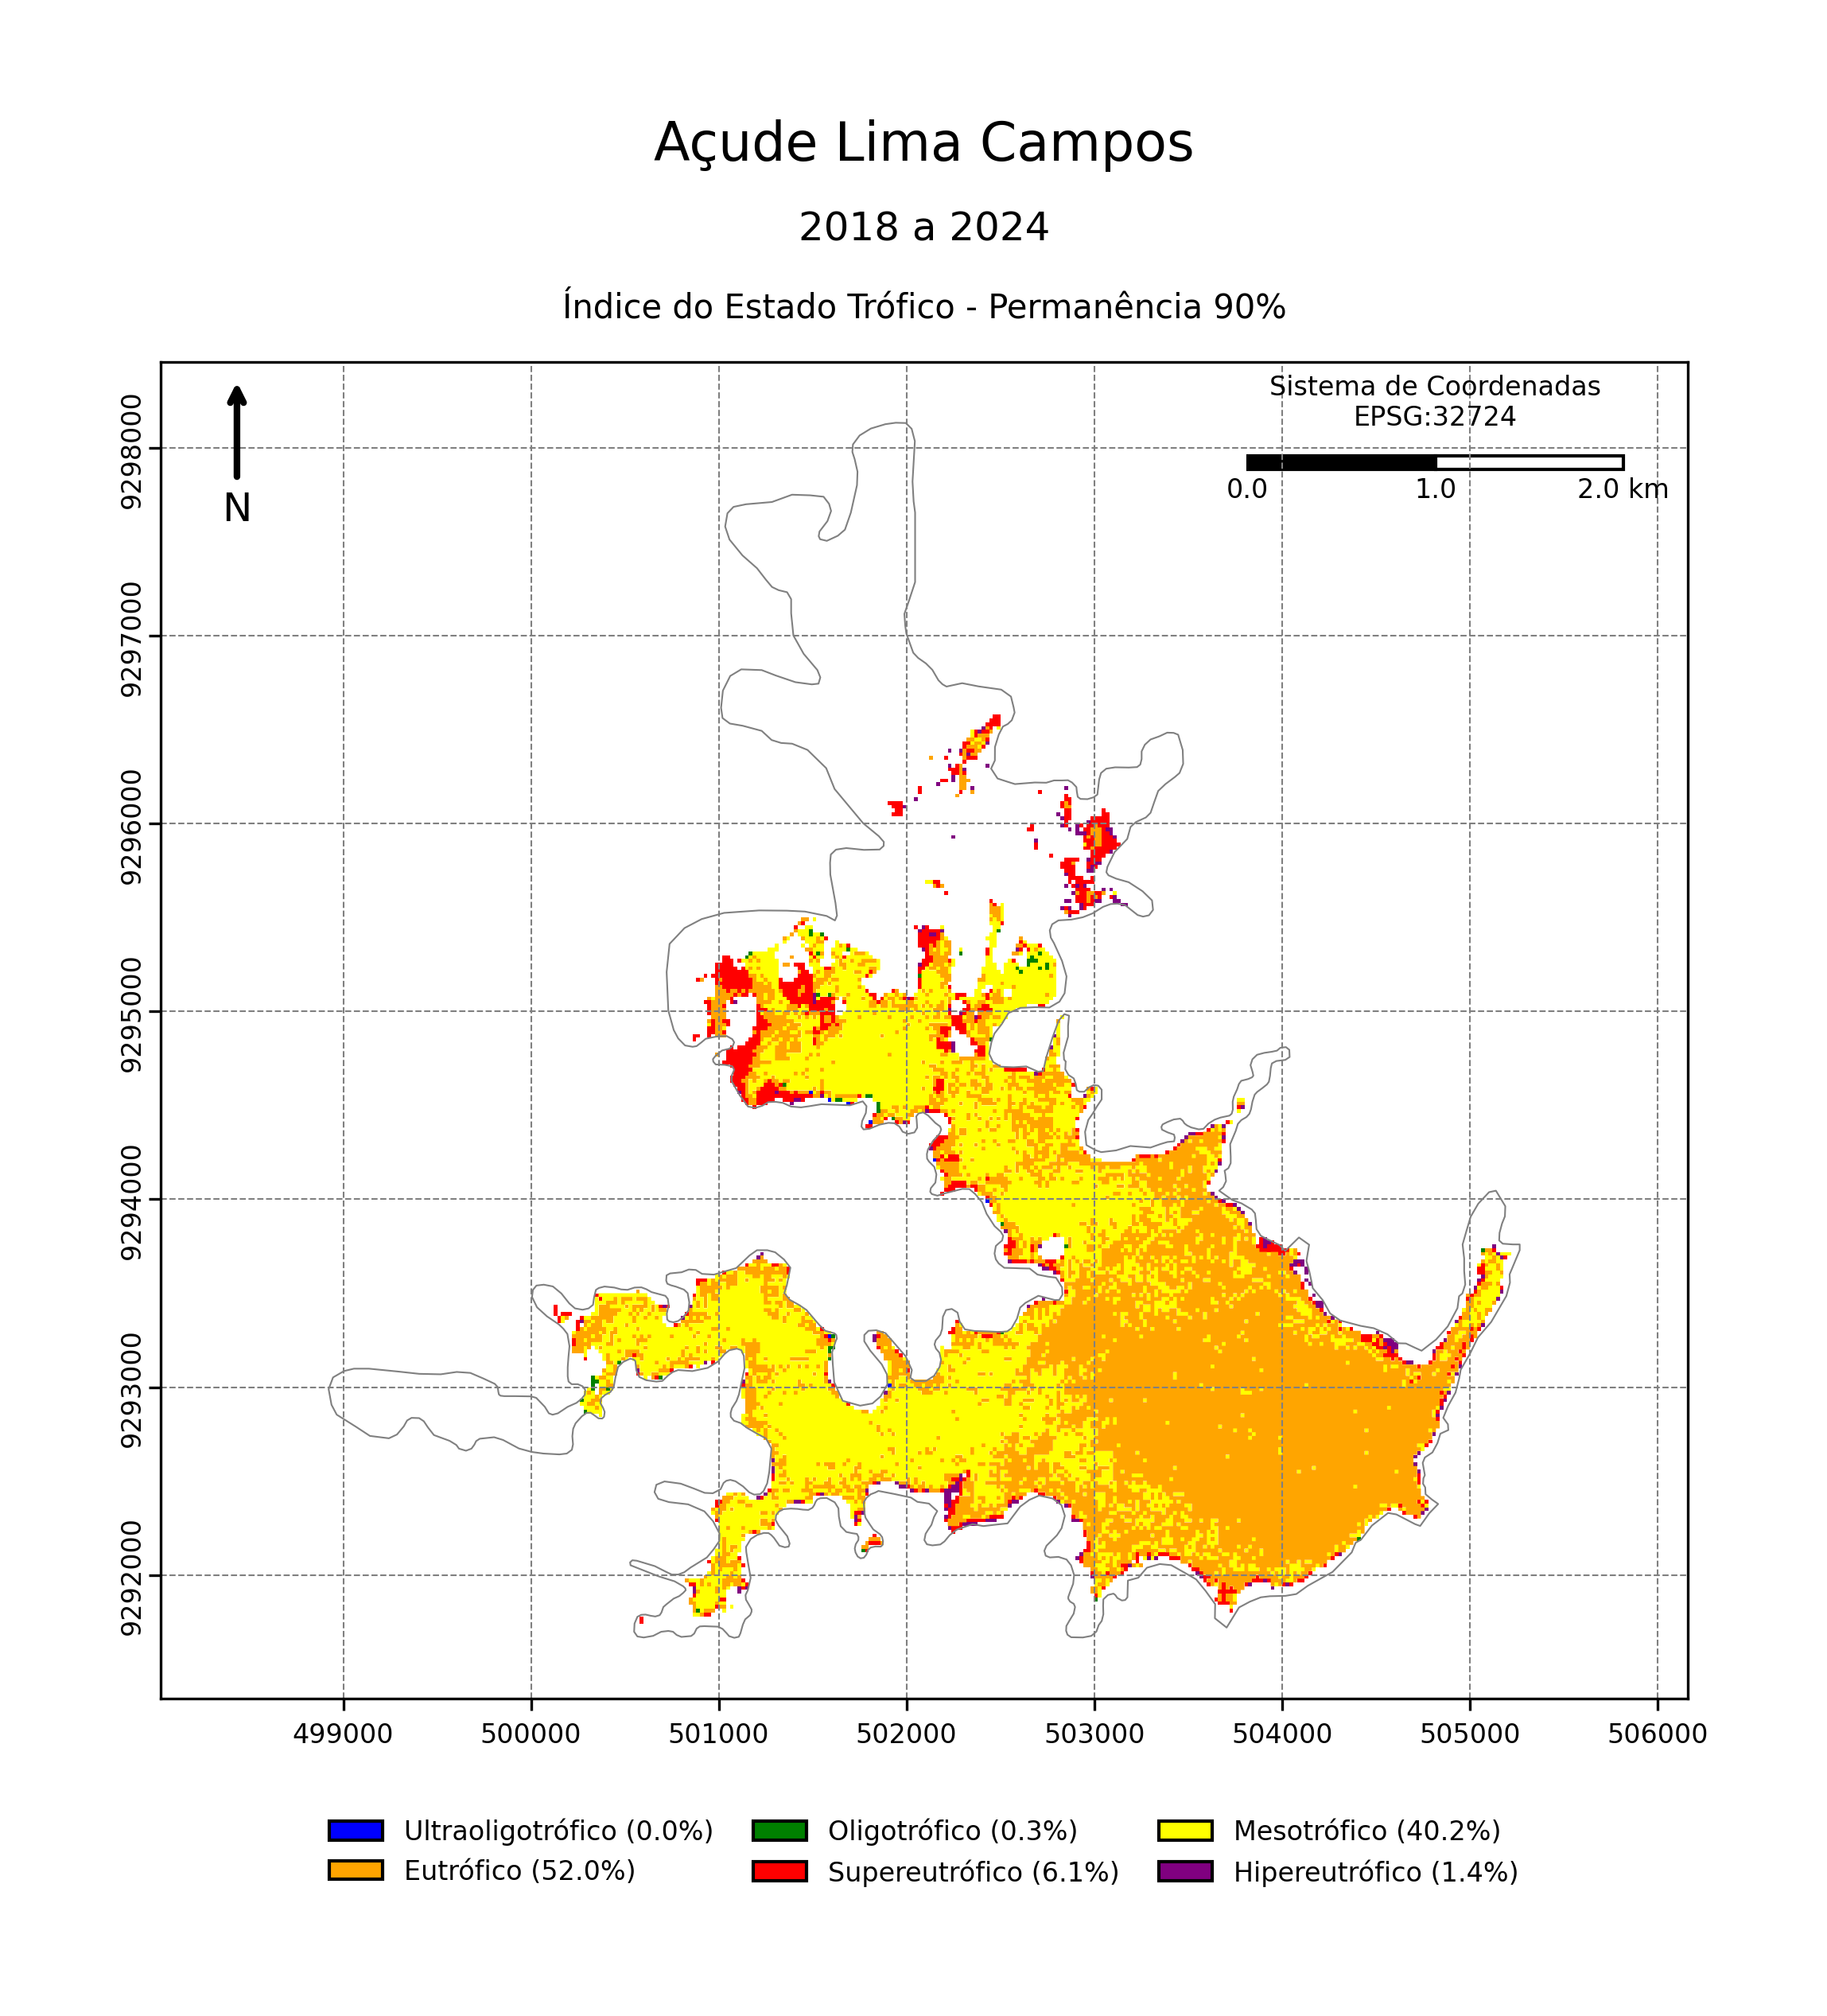 Açude Lima Campos
2018 a 2024
Índice do Estado Trófico - Permanência 90%
Sistema de Coordenadas
EPSG:32724
0.0 1.0 2.0 km
N
9298000
9297000
9296000
9295000
9294000
9293000
9292000
499000 500000 501000 502000 503000 504000 505000 506000
Ultraoligotrófico (0.0%) Oligotrófico (0.3%) Mesotrófico (40.2%)
Eutrófico (52.0%) Supereutrófico (6.1%) Hipereutrófico (1.4%)